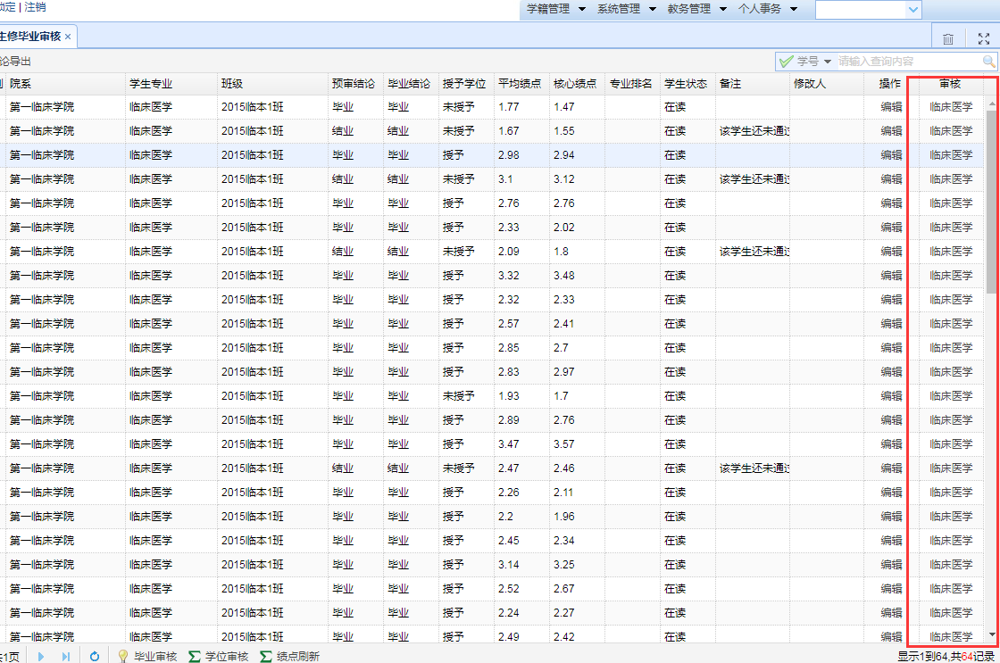 锁定 | 注销 学籍管理 系统管理 教务管理 个人事务
主修毕业审核 ×
论导出 学号 请输入查询内容
院系 学生专业 班级 预审结论 毕业结论 授予学位 平均绩点 核心绩点 专业排名 学生状态 备注 修改人 操作 审核
第一临床学院 临床医学 2015临本1班 毕业 毕业 未授予 1.77 1.47 在读 编辑 临床医学
第一临床学院 临床医学 2015临本1班 结业 结业 未授予 1.67 1.55 在读 该学生还未通过 编辑 临床医学
第一临床学院 临床医学 2015临本1班 毕业 毕业 授予 2.98 2.94 在读 编辑 临床医学
第一临床学院 临床医学 2015临本1班 结业 结业 未授予 3.1 3.12 在读 该学生还未通过 编辑 临床医学
第一临床学院 临床医学 2015临本1班 毕业 毕业 授予 2.76 2.76 在读 编辑 临床医学
第一临床学院 临床医学 2015临本1班 毕业 毕业 授予 2.33 2.02 在读 编辑 临床医学
第一临床学院 临床医学 2015临本1班 结业 结业 未授予 2.09 1.8 在读 该学生还未通过 编辑 临床医学
第一临床学院 临床医学 2015临本1班 毕业 毕业 授予 3.32 3.48 在读 编辑 临床医学
第一临床学院 临床医学 2015临本1班 毕业 毕业 授予 2.32 2.33 在读 编辑 临床医学
第一临床学院 临床医学 2015临本1班 毕业 毕业 授予 2.57 2.41 在读 编辑 临床医学
第一临床学院 临床医学 2015临本1班 毕业 毕业 授予 2.85 2.7 在读 编辑 临床医学
第一临床学院 临床医学 2015临本1班 毕业 毕业 授予 2.83 2.97 在读 编辑 临床医学
第一临床学院 临床医学 2015临本1班 毕业 毕业 未授予 1.93 1.7 在读 编辑 临床医学
第一临床学院 临床医学 2015临本1班 毕业 毕业 授予 2.89 2.76 在读 编辑 临床医学
第一临床学院 临床医学 2015临本1班 毕业 毕业 授予 3.47 3.57 在读 编辑 临床医学
第一临床学院 临床医学 2015临本1班 结业 结业 未授予 2.47 2.46 在读 该学生还未通过 编辑 临床医学
第一临床学院 临床医学 2015临本1班 毕业 毕业 授予 2.26 2.11 在读 编辑 临床医学
第一临床学院 临床医学 2015临本1班 毕业 毕业 授予 2.2 1.96 在读 编辑 临床医学
第一临床学院 临床医学 2015临本1班 毕业 毕业 授予 2.45 2.34 在读 编辑 临床医学
第一临床学院 临床医学 2015临本1班 毕业 毕业 授予 3.14 3.25 在读 编辑 临床医学
第一临床学院 临床医学 2015临本1班 毕业 毕业 授予 2.52 2.67 在读 编辑 临床医学
第一临床学院 临床医学 2015临本1班 毕业 毕业 授予 2.24 2.27 在读 编辑 临床医学
第一临床学院 临床医学 2015临本1班 毕业 毕业 授予 2.49 2.42 在读 编辑 临床医学
共1页 毕业审核 学位审核 绩点刷新 显示1到64,共64记录